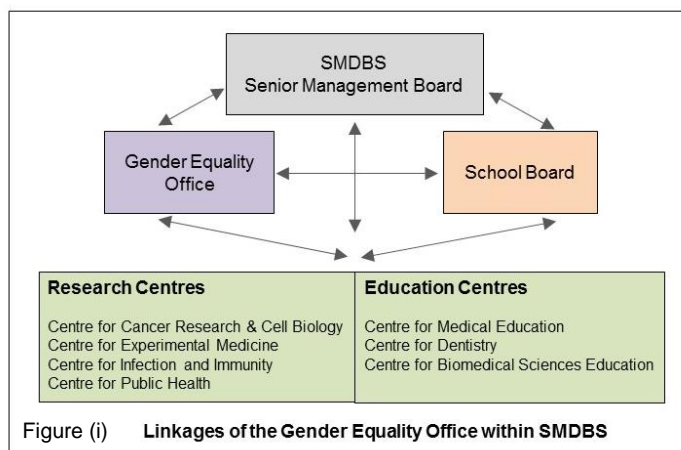 SMDBS
Senior Management Board
Gender Equality
Office
School Board
Research Centres
Centre for Cancer Research & Cell Biology
Centre for Experimental Medicine
Centre for Infection and Immunity
Centre for Public Health
Education Centres
Centre for Medical Education
Centre for Dentistry
Centre for Biomedical Sciences Education
Figure (i) Linkages of the Gender Equality Office within SMDBS